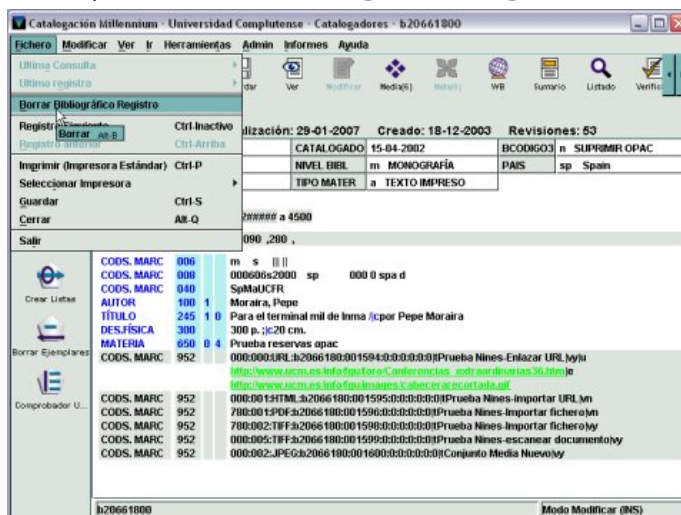 Catalogación Millennium · Universidad Complutense · Catalogadores · b20661800
Fichero Modificar Ver Ir Herramientas Admin Informes Ayuda
Ultima Consulta
Ultimo registro
Borrar Bibliográfico Registro
Registro Siguiente Ctrl-Inactivo
Borrar Alt-B
Registro anterior Ctrl-Arriba
Imprimir (Impresora Estándar) Ctrl-P
Seleccionar Impresora
Guardar Ctrl-S
Cerrar Alt-Q
Salir
dar Ver Modificar Media(6) WB Sumario Listado Verific
lización: 29-01-2007 Creado: 18-12-2003 Revisiones: 53
CATALOGADO 15-04-2002 BCODIGO3 n SUPRIMIR OPAC
NIVEL BIBL m MONOGRAFÍA PAIS sp Spain
TIPO MATER a TEXTO IMPRESO
2##### a 4500
090 ,280 ,
CODS. MARC 006 m s || ||
CODS. MARC 008 000606s2000 sp 000 0 spa d
CODS. MARC 040 SpMaUCFR
AUTOR 100 1 Moraira, Pepe
TÍTULO 245 1 0 Para el terminal mil de Inma /|cpor Pepe Moraira
DES.FÍSICA 300 300 p. ;|c20 cm.
MATERIA 650 0 4 Prueba reservas opac
CODS. MARC 952 000:000:URL:b2066180:001594:0:0:0:0:0|tPrueba Nines-Enlazar URL|vy|u
http://www.ucm.es/info/fqu/foro/Conferencias_extraordinarias36.htm|e
http://www.ucm.es/info/fqu/images/cabecerarecortada.gif
CODS. MARC 952 000:001:HTML:b2066180:001595:0:0:0:0:0|tPrueba Nines-importar URL|vn
CODS. MARC 952 780:001:PDF:b2066180:001596:0:0:0:0:0|tPrueba Nines-Importar fichero|vn
CODS. MARC 952 780:002:TIFF:b2066180:001598:0:0:0:0:0|tPrueba Nines-Importar fichero|vy
CODS. MARC 952 000:005:TIFF:b2066180:001599:0:0:0:0:0|tPrueba Nines-escanear documento|vy
CODS. MARC 952 000:002:JPEG:b2066180:001600:0:0:0:0:0|tConjunto Media Nuevo|vy
Crear Listas
Borrar Ejemplares
Comprobador U...
b20661800 Modo Modificar (INS)